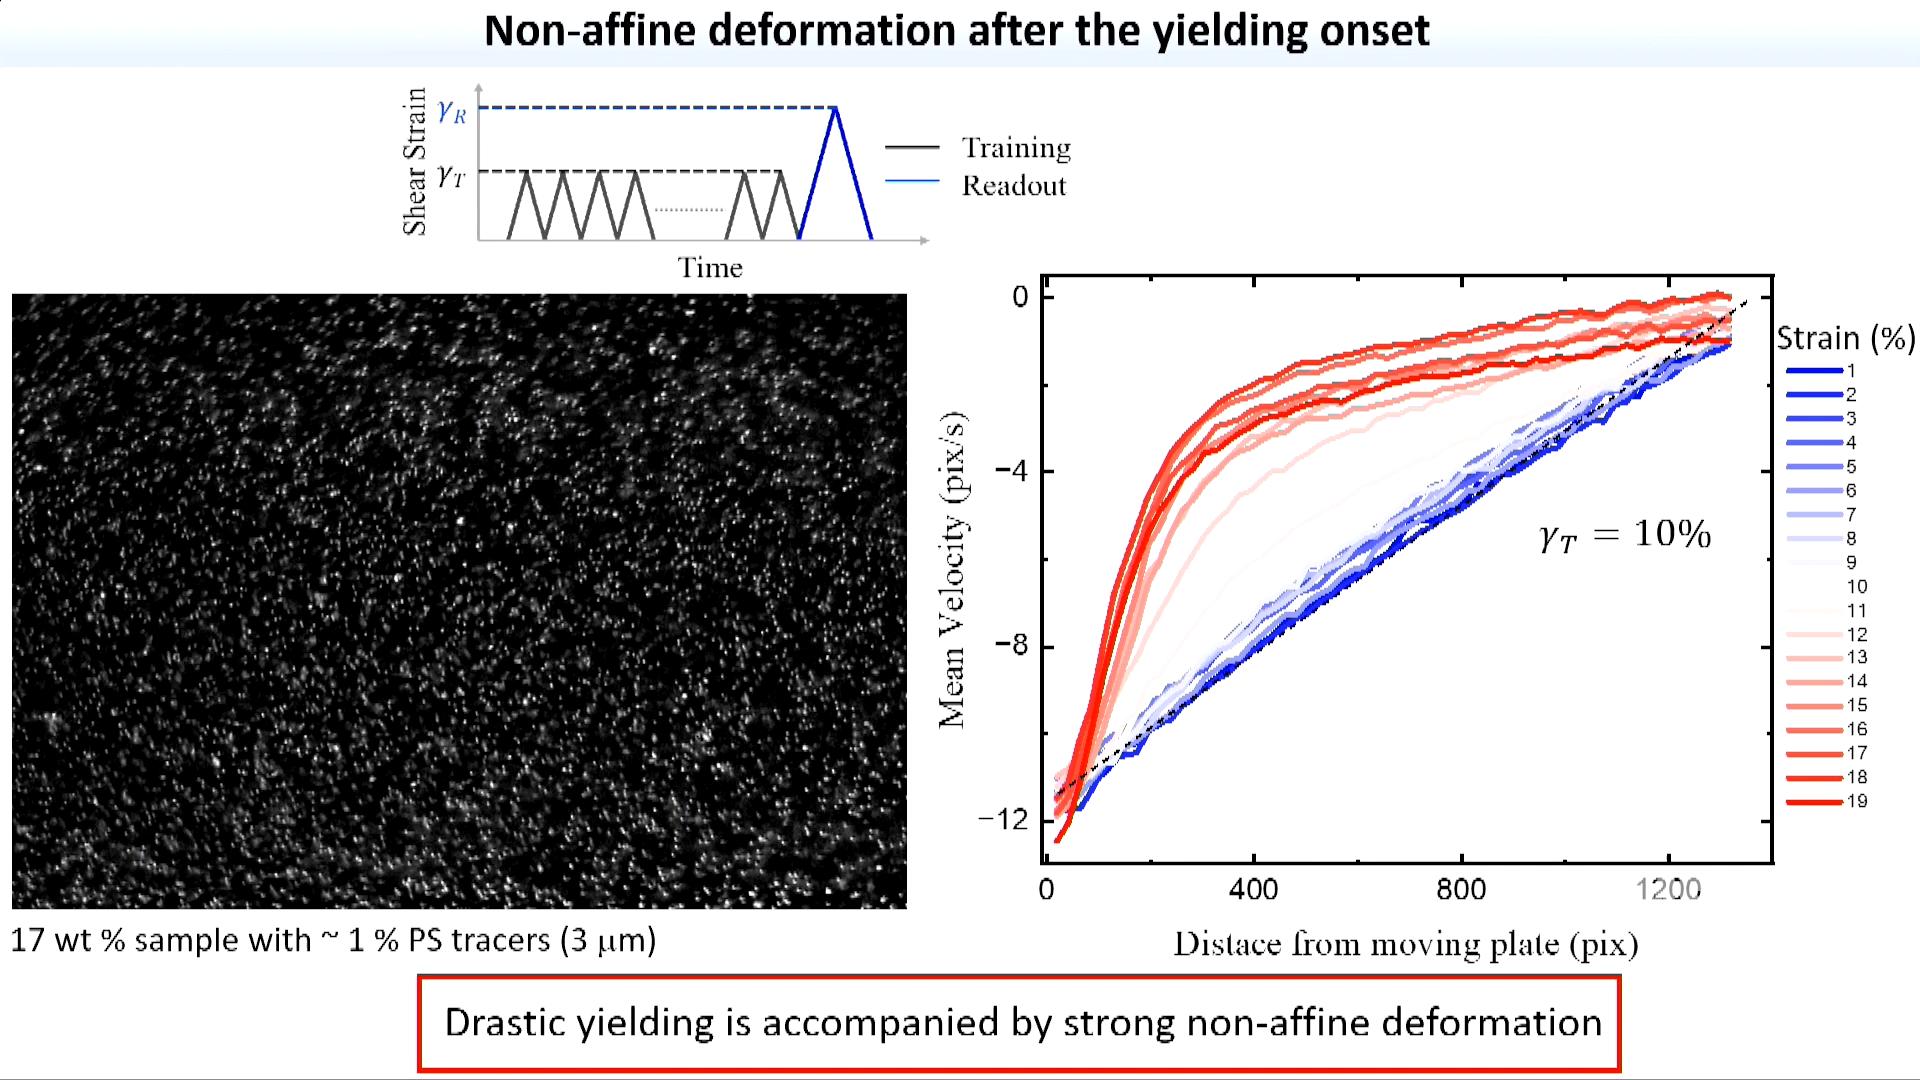 Non-affine deformation after the yielding onset
Shear Strain
γR
γT
Training
Readout
Time
0
−4
−8
−12
Mean Velocity (pix/s)
γT = 10%
0 400 800 1200
Distace from moving plate (pix)
Strain (%)
1
2
3
4
5
6
7
8
9
10
11
12
13
14
15
16
17
18
19
17 wt % sample with ~ 1 % PS tracers (3 μm)
Drastic yielding is accompanied by strong non-affine deformation